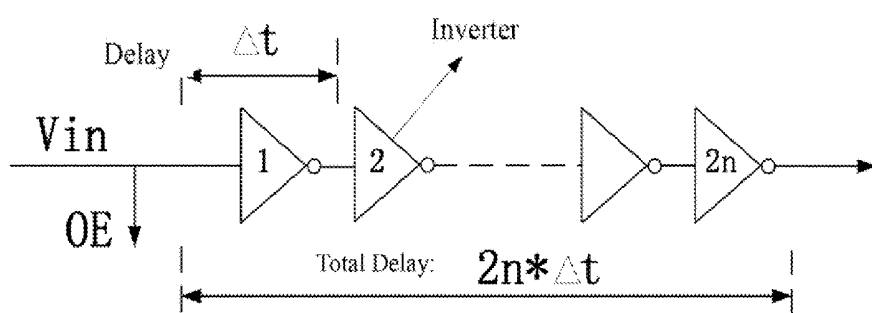 Delay
△t
Inverter
Vin
1
2
2n
OE
Total Delay: 2n*△t